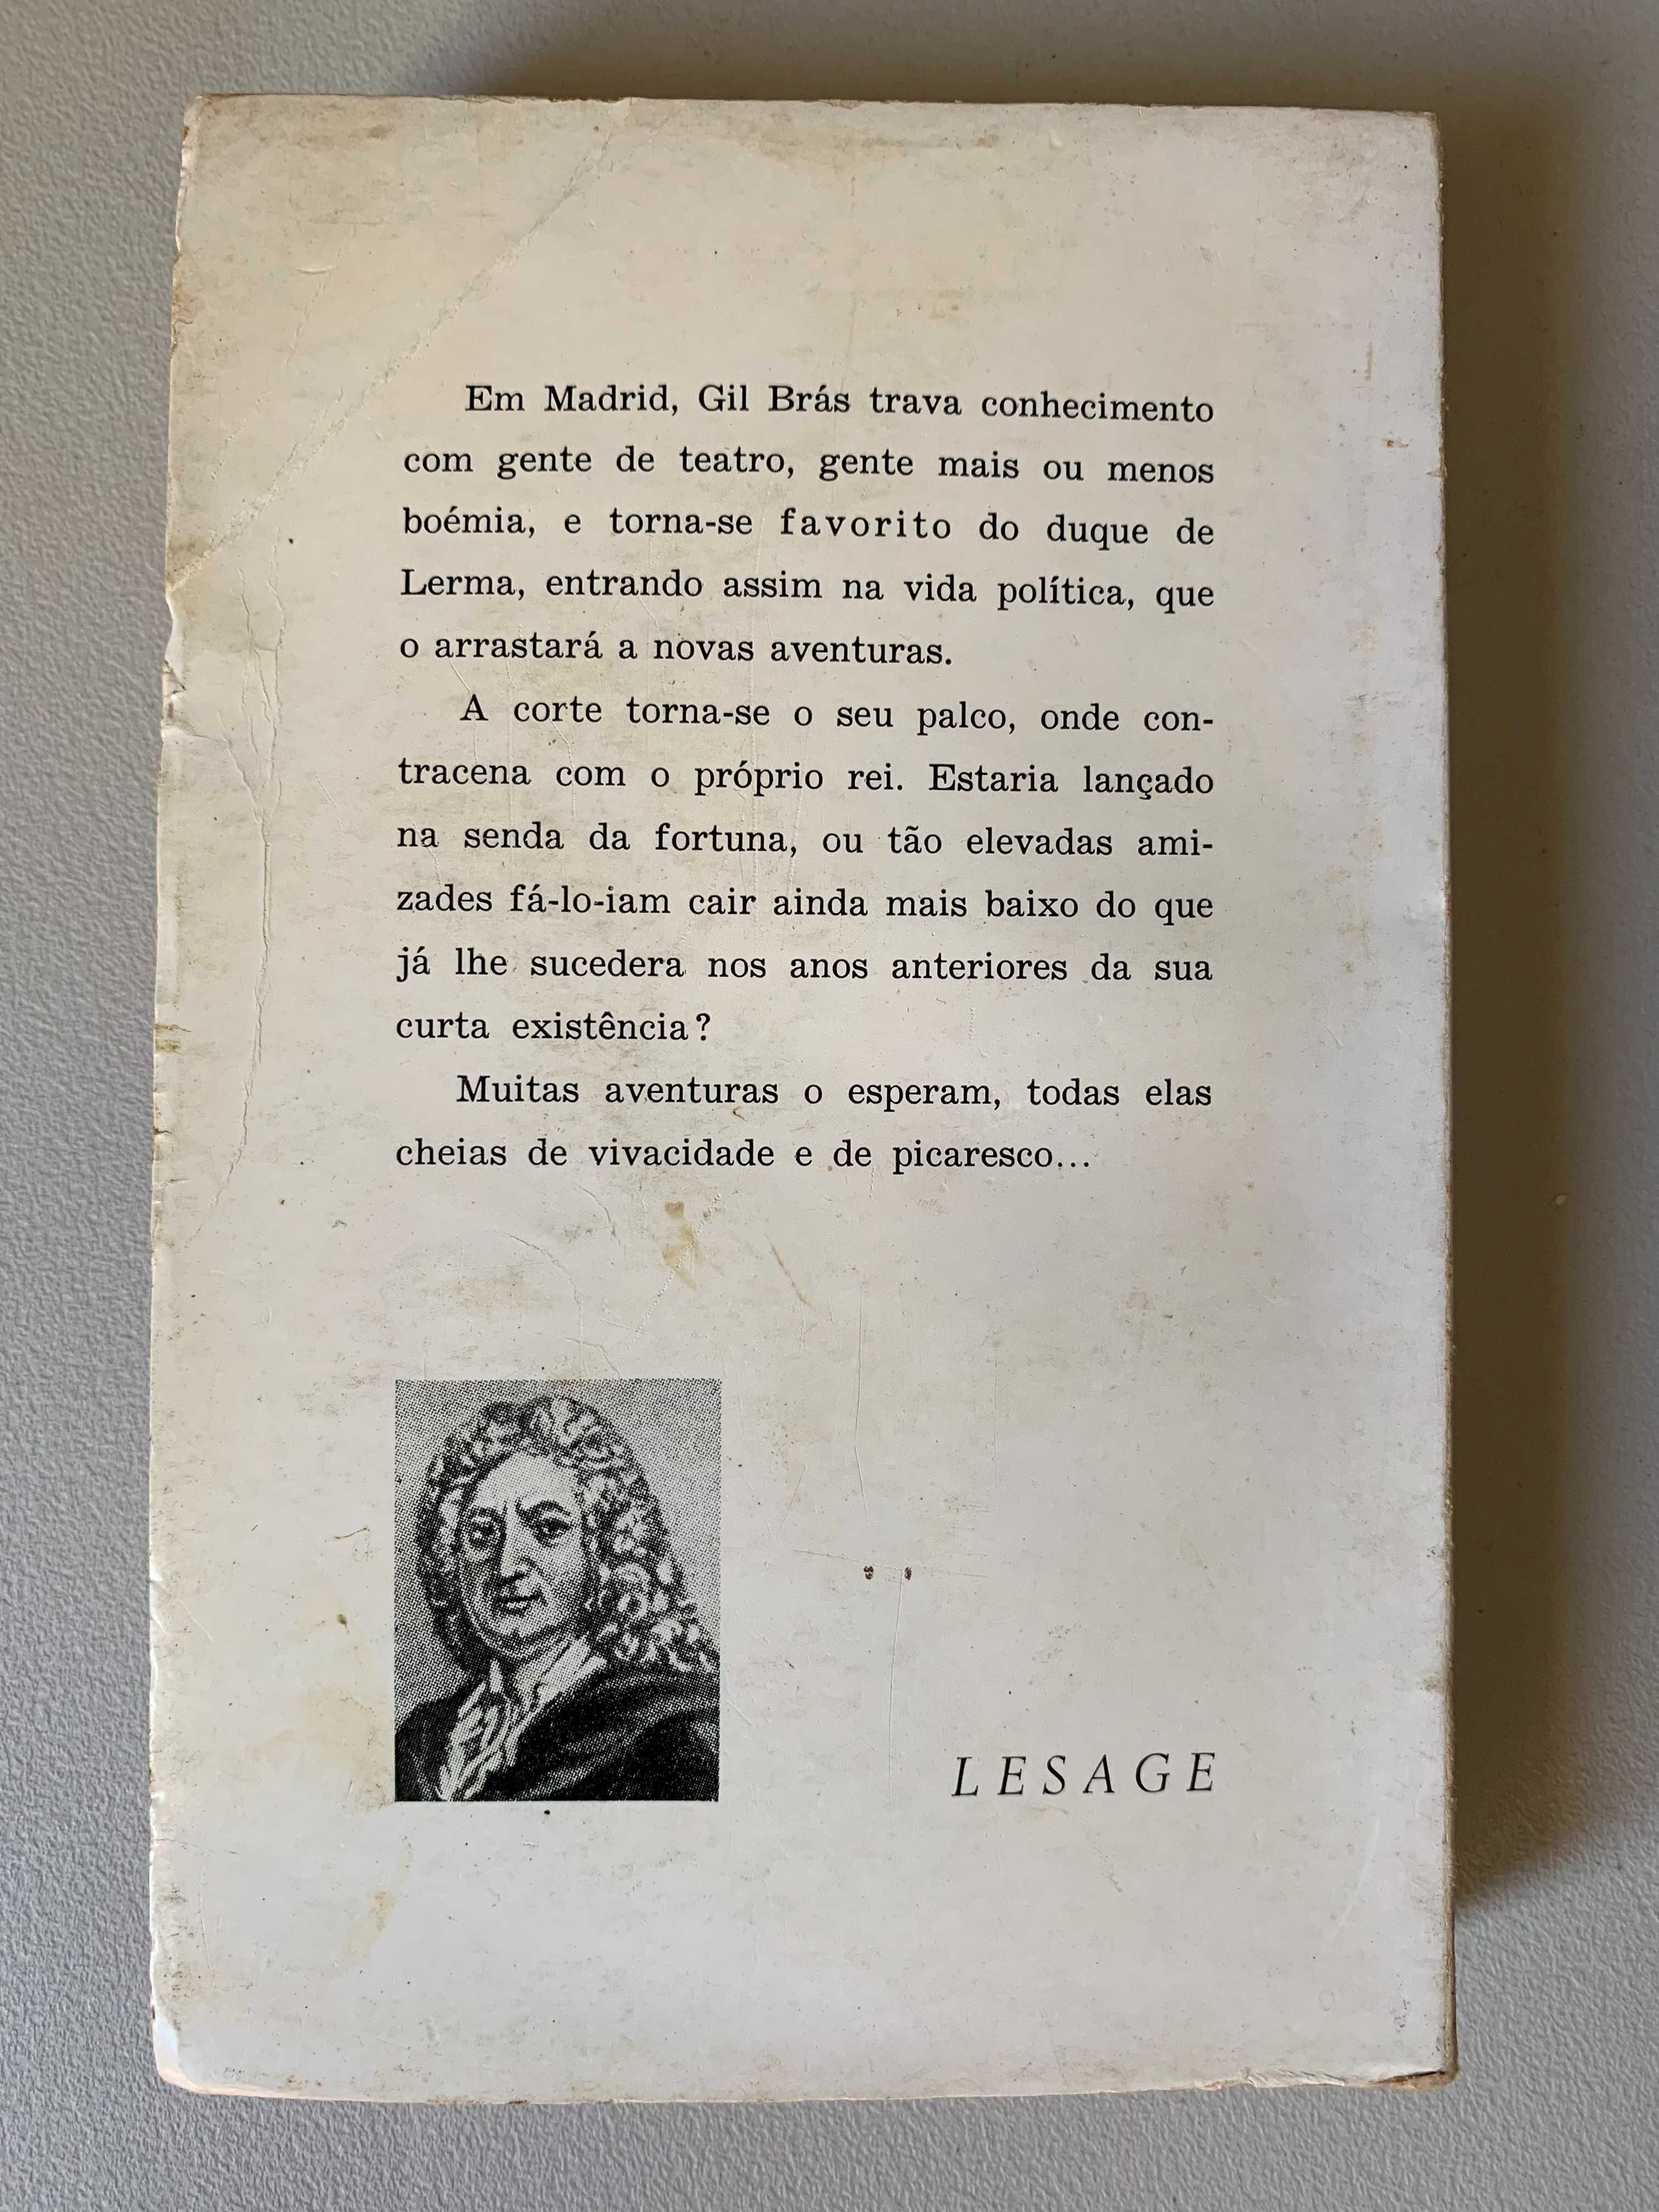 Em Madrid, Gil Brás trava conhecimento
com gente de teatro, gente mais ou menos
boémia, e torna-se favorito do duque de
Lerma, entrando assim na vida política, que
o arrastará a novas aventuras.
A corte torna-se o seu palco, onde con-
tracena com o próprio rei. Estaria lançado
na senda da fortuna, ou tão elevadas ami-
zades fá-lo-iam cair ainda mais baixo do que
já lhe sucedera nos anos anteriores da sua
curta existência?
Muitas aventuras o esperam, todas elas
cheias de vivacidade e de picaresco...
LESAGE